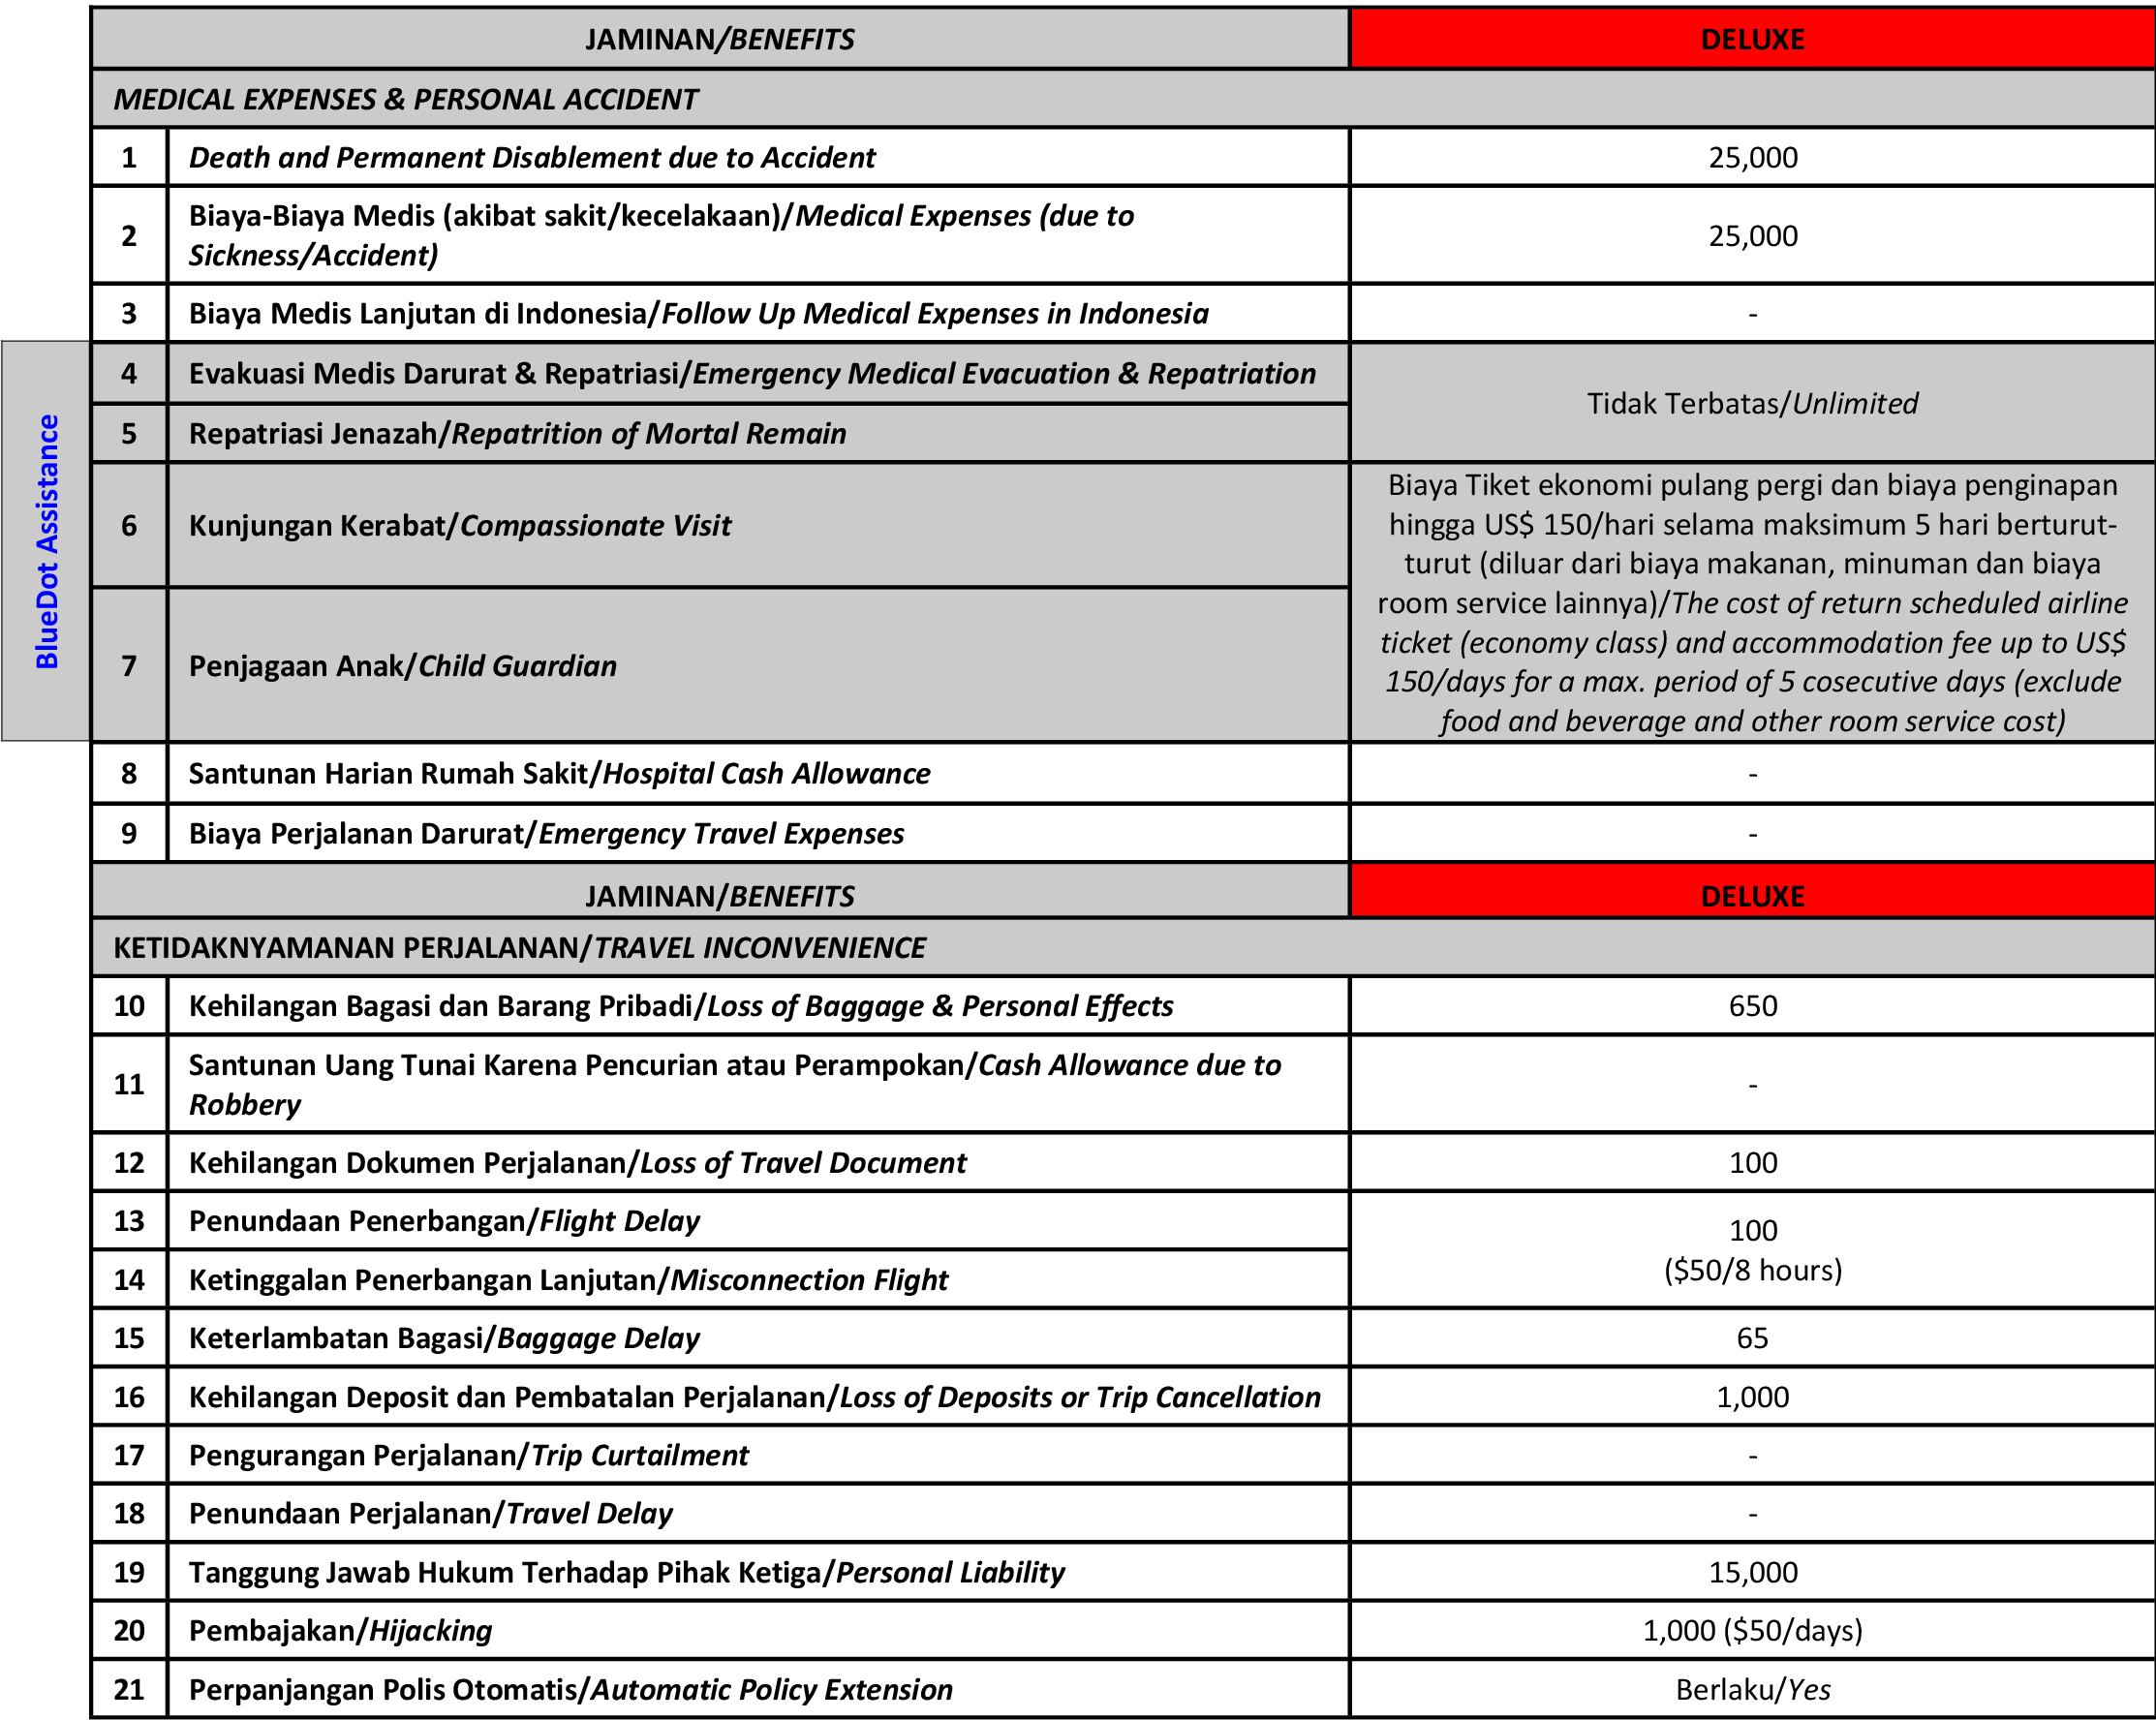 JAMINAN/BENEFITS
DELUXE
MEDICAL EXPENSES & PERSONAL ACCIDENT
1
Death and Permanent Disablement due to Accident
25,000
2
Biaya-Biaya Medis (akibat sakit/kecelakaan)/Medical Expenses (due to
Sickness/Accident)
25,000
3
Biaya Medis Lanjutan di Indonesia/Follow Up Medical Expenses in Indonesia
-
BlueDot Assistance
4
Evakuasi Medis Darurat & Repatriasi/Emergency Medical Evacuation & Repatriation
5
Repatriasi Jenazah/Repatrition of Mortal Remain
Tidak Terbatas/Unlimited
6
Kunjungan Kerabat/Compassionate Visit
7
Penjagaan Anak/Child Guardian
Biaya Tiket ekonomi pulang pergi dan biaya penginapan
hingga US$ 150/hari selama maksimum 5 hari berturut-
turut (diluar dari biaya makanan, minuman dan biaya
room service lainnya)/The cost of return scheduled airline
ticket (economy class) and accommodation fee up to US$
150/days for a max. period of 5 cosecutive days (exclude
food and beverage and other room service cost)
8
Santunan Harian Rumah Sakit/Hospital Cash Allowance
-
9
Biaya Perjalanan Darurat/Emergency Travel Expenses
-
JAMINAN/BENEFITS
DELUXE
KETIDAKNYAMANAN PERJALANAN/TRAVEL INCONVENIENCE
10
Kehilangan Bagasi dan Barang Pribadi/Loss of Baggage & Personal Effects
650
11
Santunan Uang Tunai Karena Pencurian atau Perampokan/Cash Allowance due to
Robbery
-
12
Kehilangan Dokumen Perjalanan/Loss of Travel Document
100
13
Penundaan Penerbangan/Flight Delay
14
Ketinggalan Penerbangan Lanjutan/Misconnection Flight
100
($50/8 hours)
15
Keterlambatan Bagasi/Baggage Delay
65
16
Kehilangan Deposit dan Pembatalan Perjalanan/Loss of Deposits or Trip Cancellation
1,000
17
Pengurangan Perjalanan/Trip Curtailment
-
18
Penundaan Perjalanan/Travel Delay
-
19
Tanggung Jawab Hukum Terhadap Pihak Ketiga/Personal Liability
15,000
20
Pembajakan/Hijacking
1,000 ($50/days)
21
Perpanjangan Polis Otomatis/Automatic Policy Extension
Berlaku/Yes